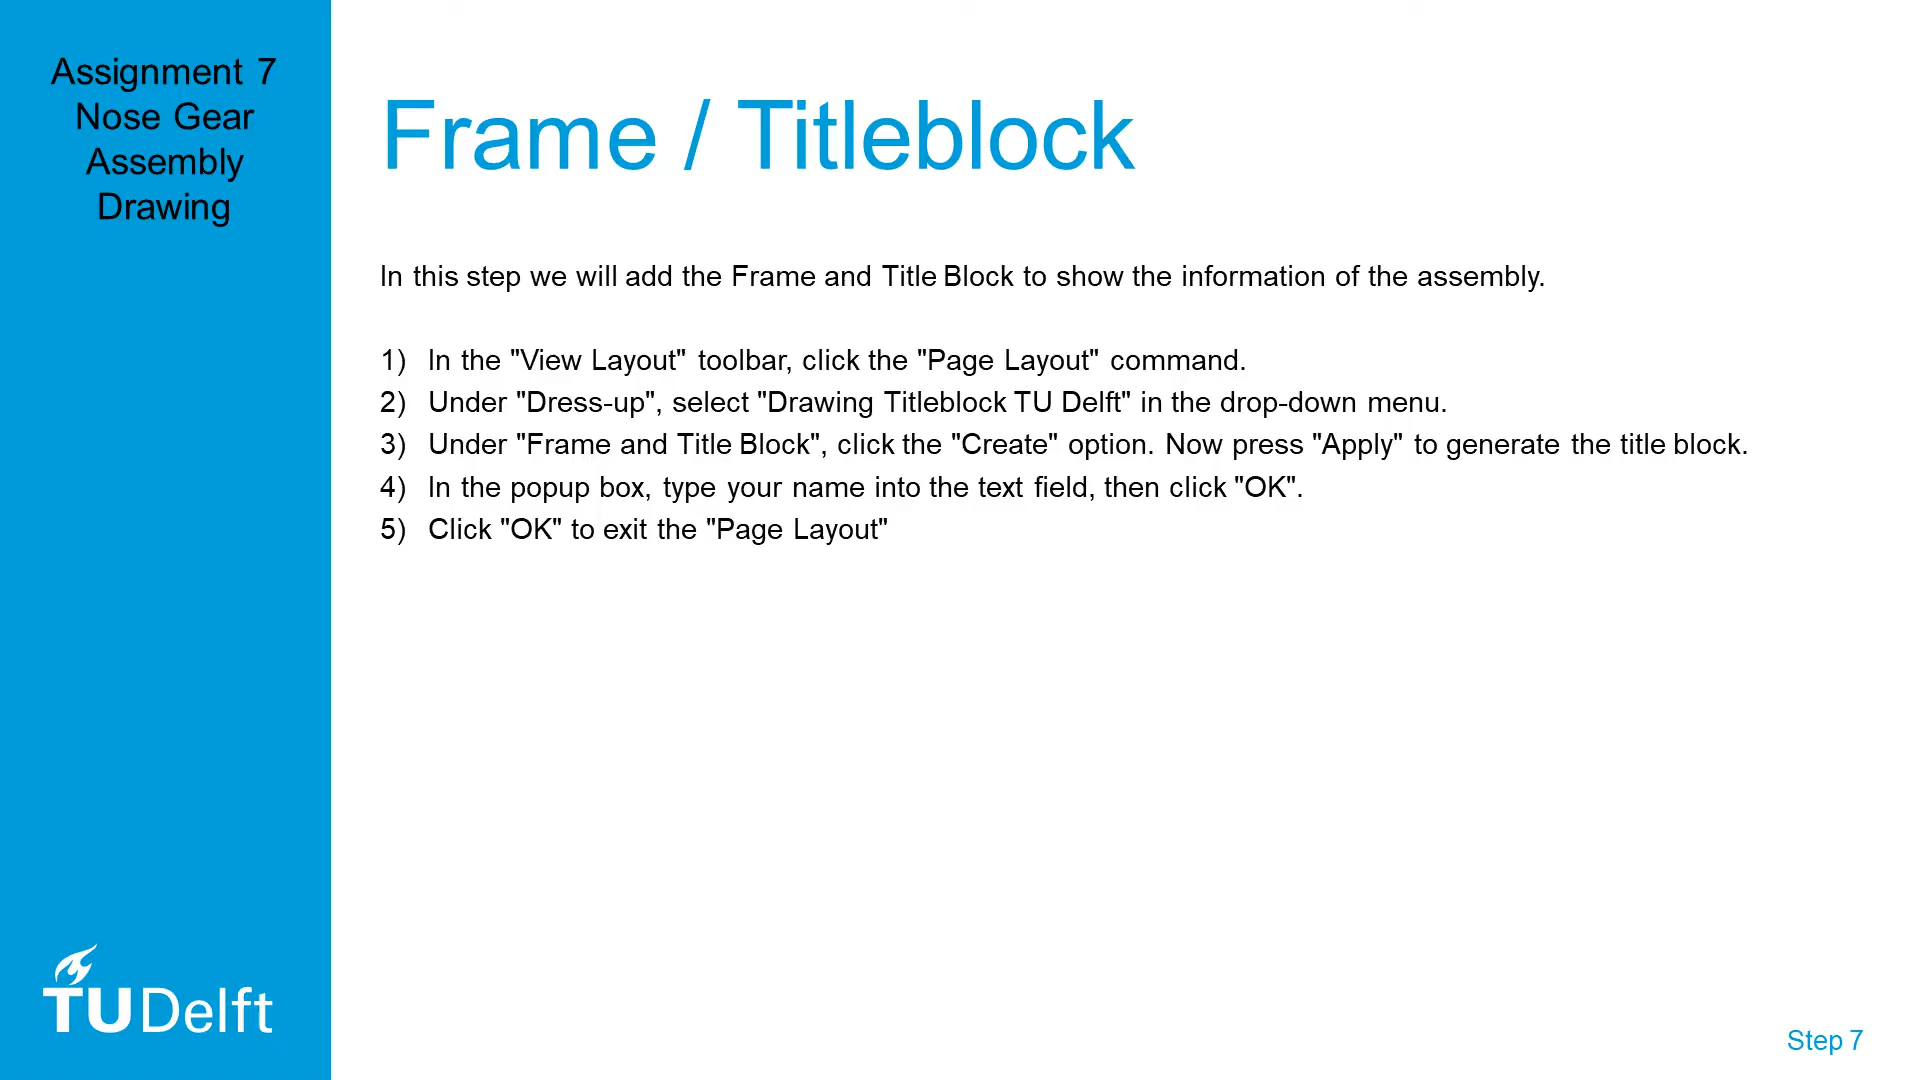 Assignment 7
Nose Gear
Assembly
Drawing
Frame / Titleblock
In this step we will add the Frame and Title Block to show the information of the assembly.
1) In the "View Layout" toolbar, click the "Page Layout" command.
2) Under "Dress-up", select "Drawing Titleblock TU Delft" in the drop-down menu.
3) Under "Frame and Title Block", click the "Create" option. Now press "Apply" to generate the title block.
4) In the popup box, type your name into the text field, then click "OK".
5) Click "OK" to exit the "Page Layout"
TU Delft
Step 7